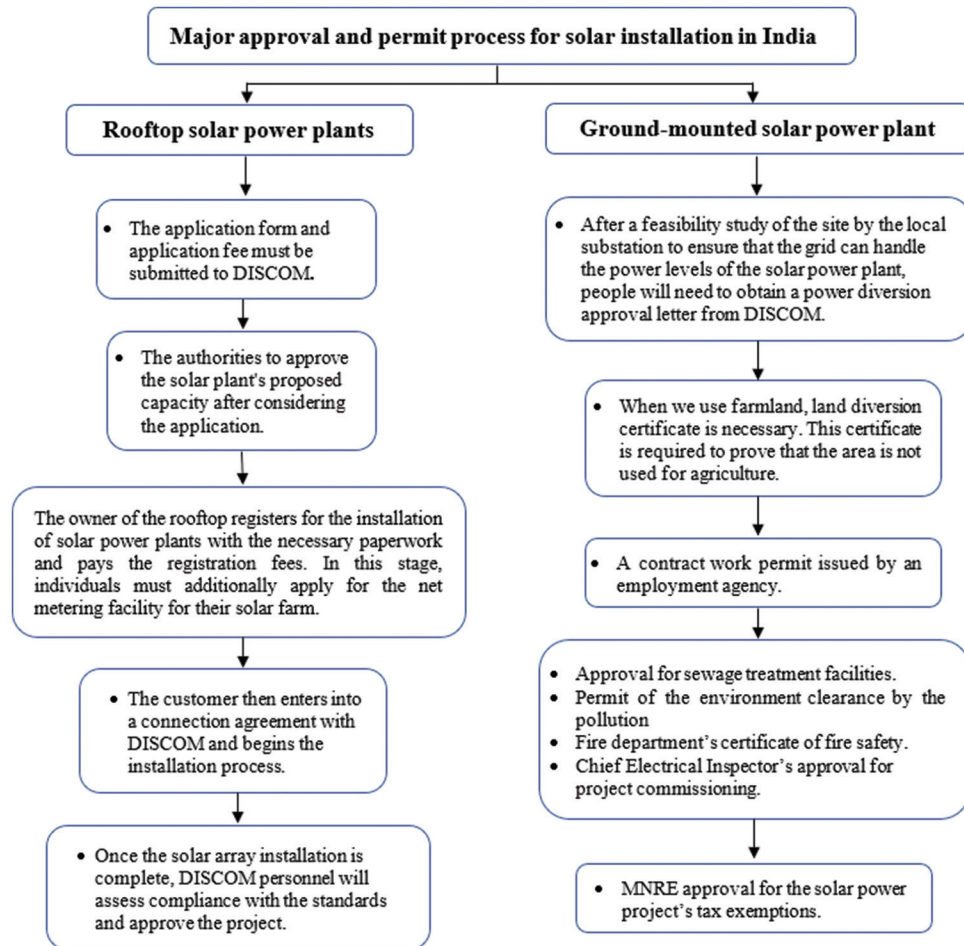 Major approval and permit process for solar installation in India
Rooftop solar power plants
• The application form and
application fee must be
submitted to DISCOM.
• The authorities to approve
the solar plant's proposed
capacity after considering
the application.
The owner of the rooftop registers for the installation
of solar power plants with the necessary paperwork
and pays the registration fees. In this stage,
individuals must additionally apply for the net
metering facility for their solar farm.
• The customer then enters into
a connection agreement with
DISCOM and begins the
installation process.
• Once the solar array installation is
complete, DISCOM personnel will
assess compliance with the standards
and approve the project.
Ground-mounted solar power plant
• After a feasibility study of the site by the local
substation to ensure that the grid can handle
the power levels of the solar power plant,
people will need to obtain a power diversion
approval letter from DISCOM.
• When we use farmland, land diversion
certificate is necessary. This certificate
is required to prove that the area is not
used for agriculture.
• A contract work permit issued by an
employment agency.
• Approval for sewage treatment facilities.
• Permit of the environment clearance by the
pollution
• Fire department’s certificate of fire safety.
• Chief Electrical Inspector’s approval for
project commissioning.
• MNRE approval for the solar power
project’s tax exemptions.